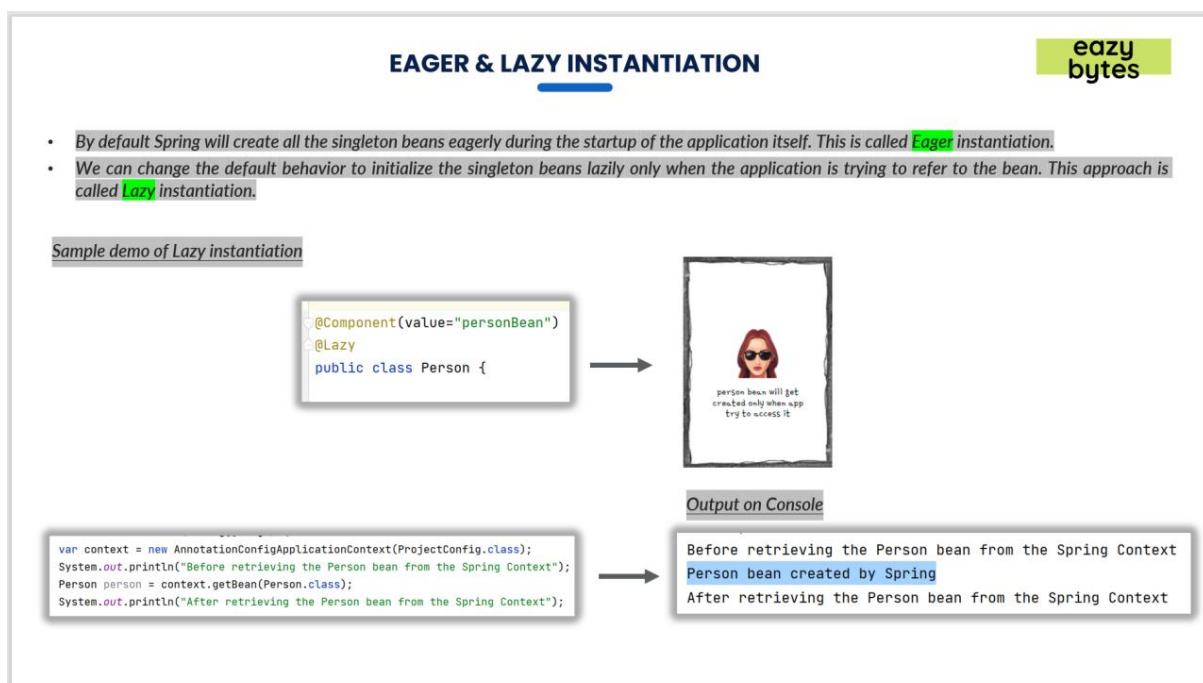 EAGER & LAZY INSTANTIATION
eazy
bytes
• By default Spring will create all the singleton beans eagerly during the startup of the application itself. This is called Eager instantiation.
• We can change the default behavior to initialize the singleton beans lazily only when the application is trying to refer to the bean. This approach is
called Lazy instantiation.
Sample demo of Lazy instantiation
@Component(value="personBean")
@Lazy
public class Person {
person bean will get
created only when app
try to access it
var context = new AnnotationConfigApplicationContext(ProjectConfig.class);
System.out.println("Before retrieving the Person bean from the Spring Context");
Person person = context.getBean(Person.class);
System.out.println("After retrieving the Person bean from the Spring Context");
Output on Console
Before retrieving the Person bean from the Spring Context
Person bean created by Spring
After retrieving the Person bean from the Spring Context